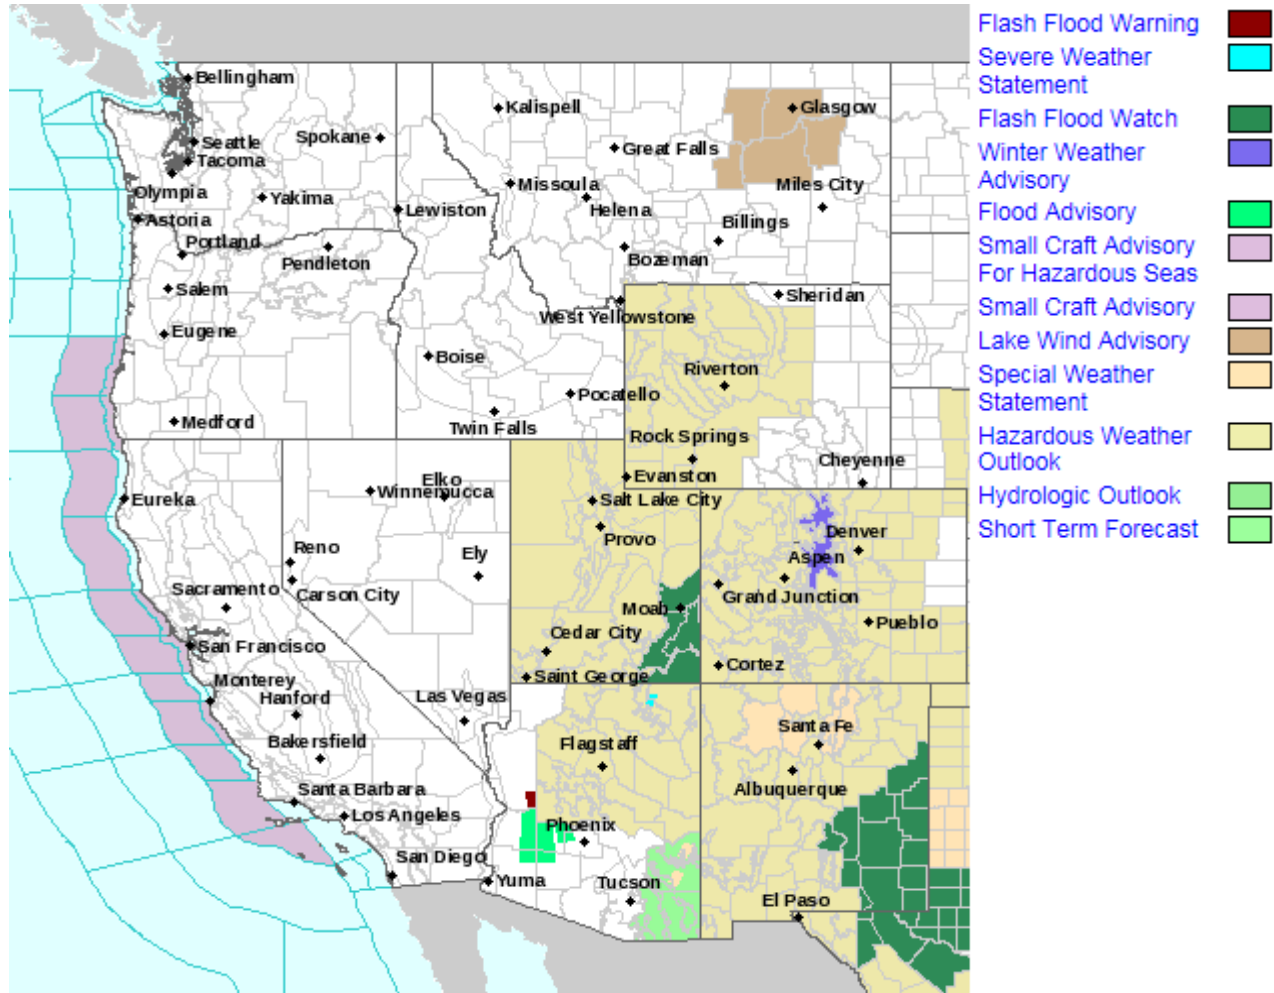 Flash Flood Warning
Severe Weather
Statement
Flash Flood Watch
Winter Weather
Advisory
Flood Advisory
Small Craft Advisory
For Hazardous Seas
Small Craft Advisory
Lake Wind Advisory
Special Weather
Statement
Hazardous Weather
Outlook
Hydrologic Outlook
Short Term Forecast
Bellingham
Kalispell
Glasgow
Seattle
Spokane
Great Falls
Tacoma
Olympia
Missoula
Miles City
Yakima
Lewiston
Helena
Astoria
Billings
Portland
Pendleton
Bozeman
Salem
Sheridan
West Yellowstone
Eugene
Boise
Riverton
Pocatello
Medford
Twin Falls
Rock Springs
Cheyenne
Evanston
Elko
Winnemucca
Eureka
Salt Lake City
Provo
Denver
Reno
Ely
Aspen
Sacramento
Carson City
Grand Junction
Moab
Pueblo
Cedar City
San Francisco
Cortez
Saint George
Monterey
Hanford
Las Vegas
Santa Fe
Bakersfield
Flagstaff
Albuquerque
Santa Barbara
Los Angeles
Phoenix
San Diego
Yuma
Tucson
El Paso